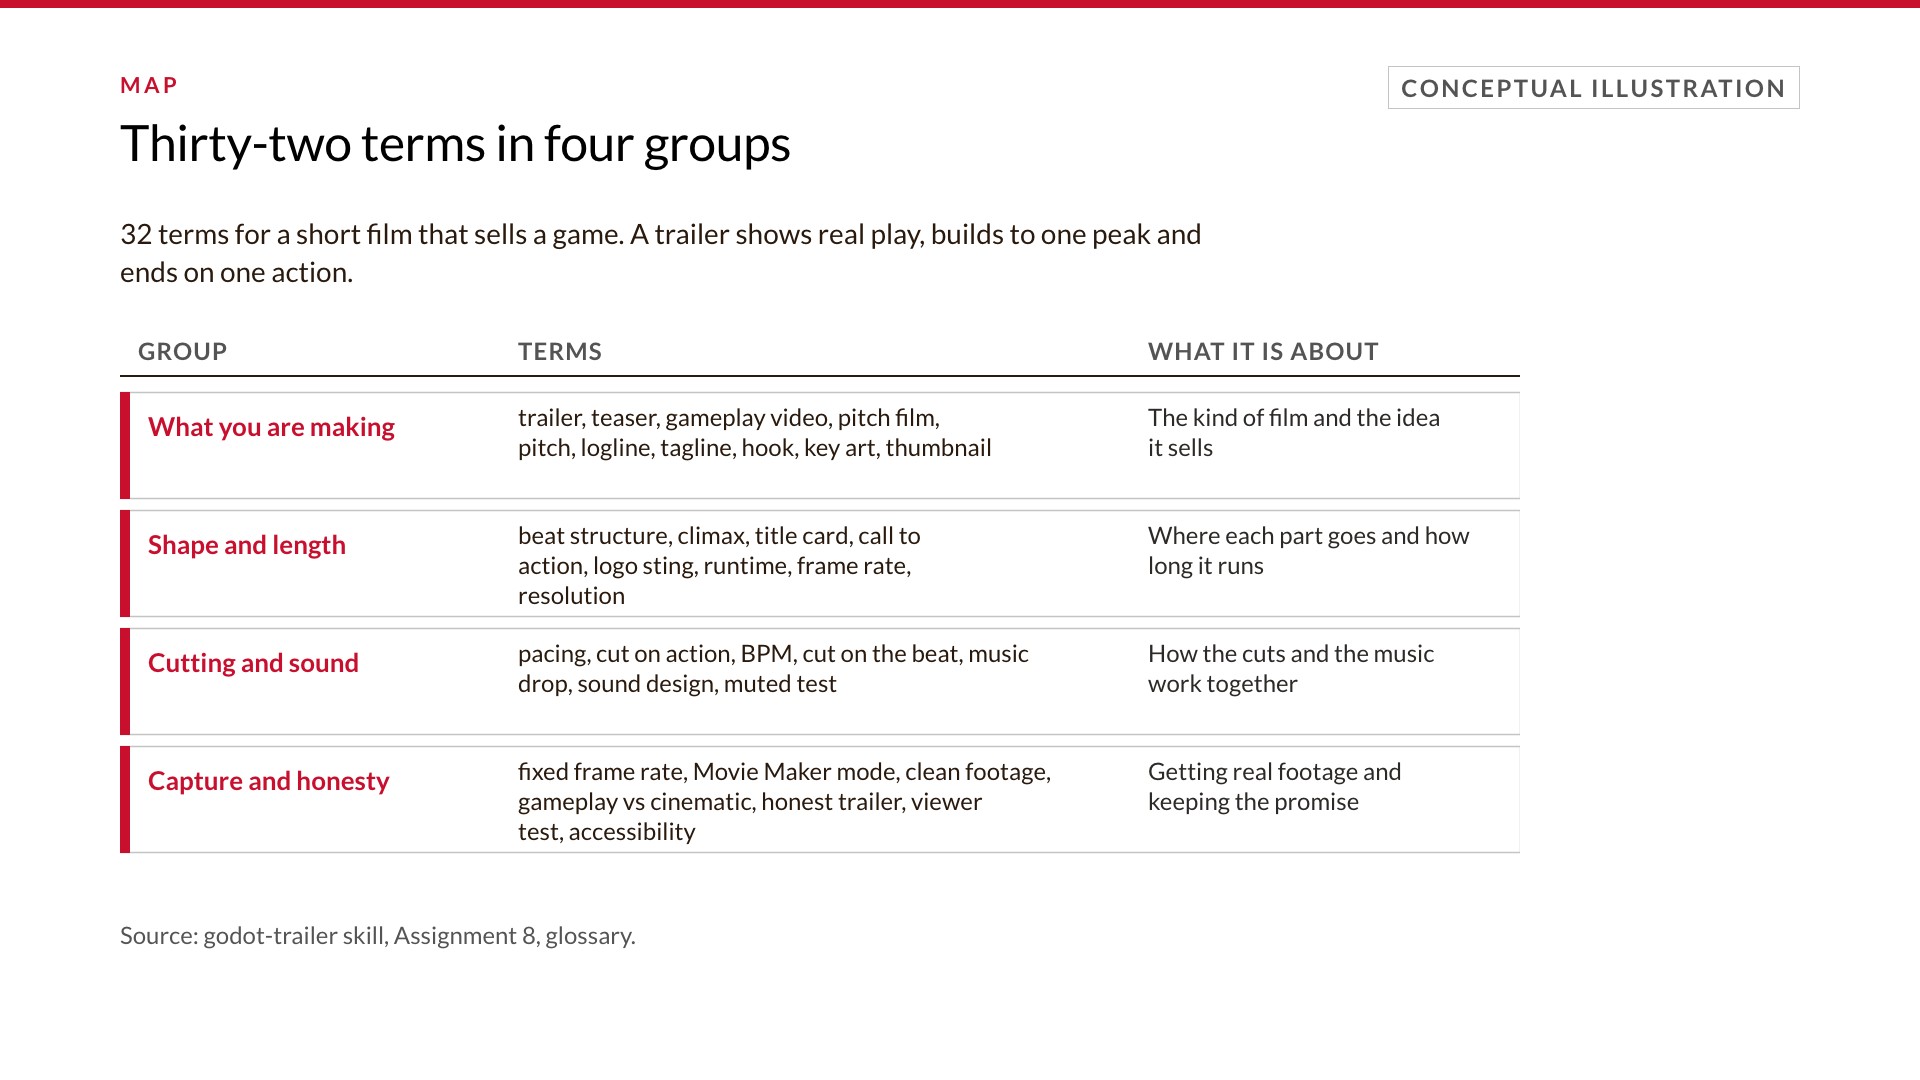 MAP
CONCEPTUAL ILLUSTRATION
Thirty-two terms in four groups
32 terms for a short film that sells a game. A trailer shows real play, builds to one peak and
ends on one action.
GROUP
TERMS
WHAT IT IS ABOUT
What you are making
trailer, teaser, gameplay video, pitch film,
pitch, logline, tagline, hook, key art, thumbnail
The kind of film and the idea
it sells
Shape and length
beat structure, climax, title card, call to
action, logo sting, runtime, frame rate,
resolution
Where each part goes and how
long it runs
Cutting and sound
pacing, cut on action, BPM, cut on the beat, music
drop, sound design, muted test
How the cuts and the music
work together
Capture and honesty
fixed frame rate, Movie Maker mode, clean footage,
gameplay vs cinematic, honest trailer, viewer
test, accessibility
Getting real footage and
keeping the promise
Source: godot-trailer skill, Assignment 8, glossary.